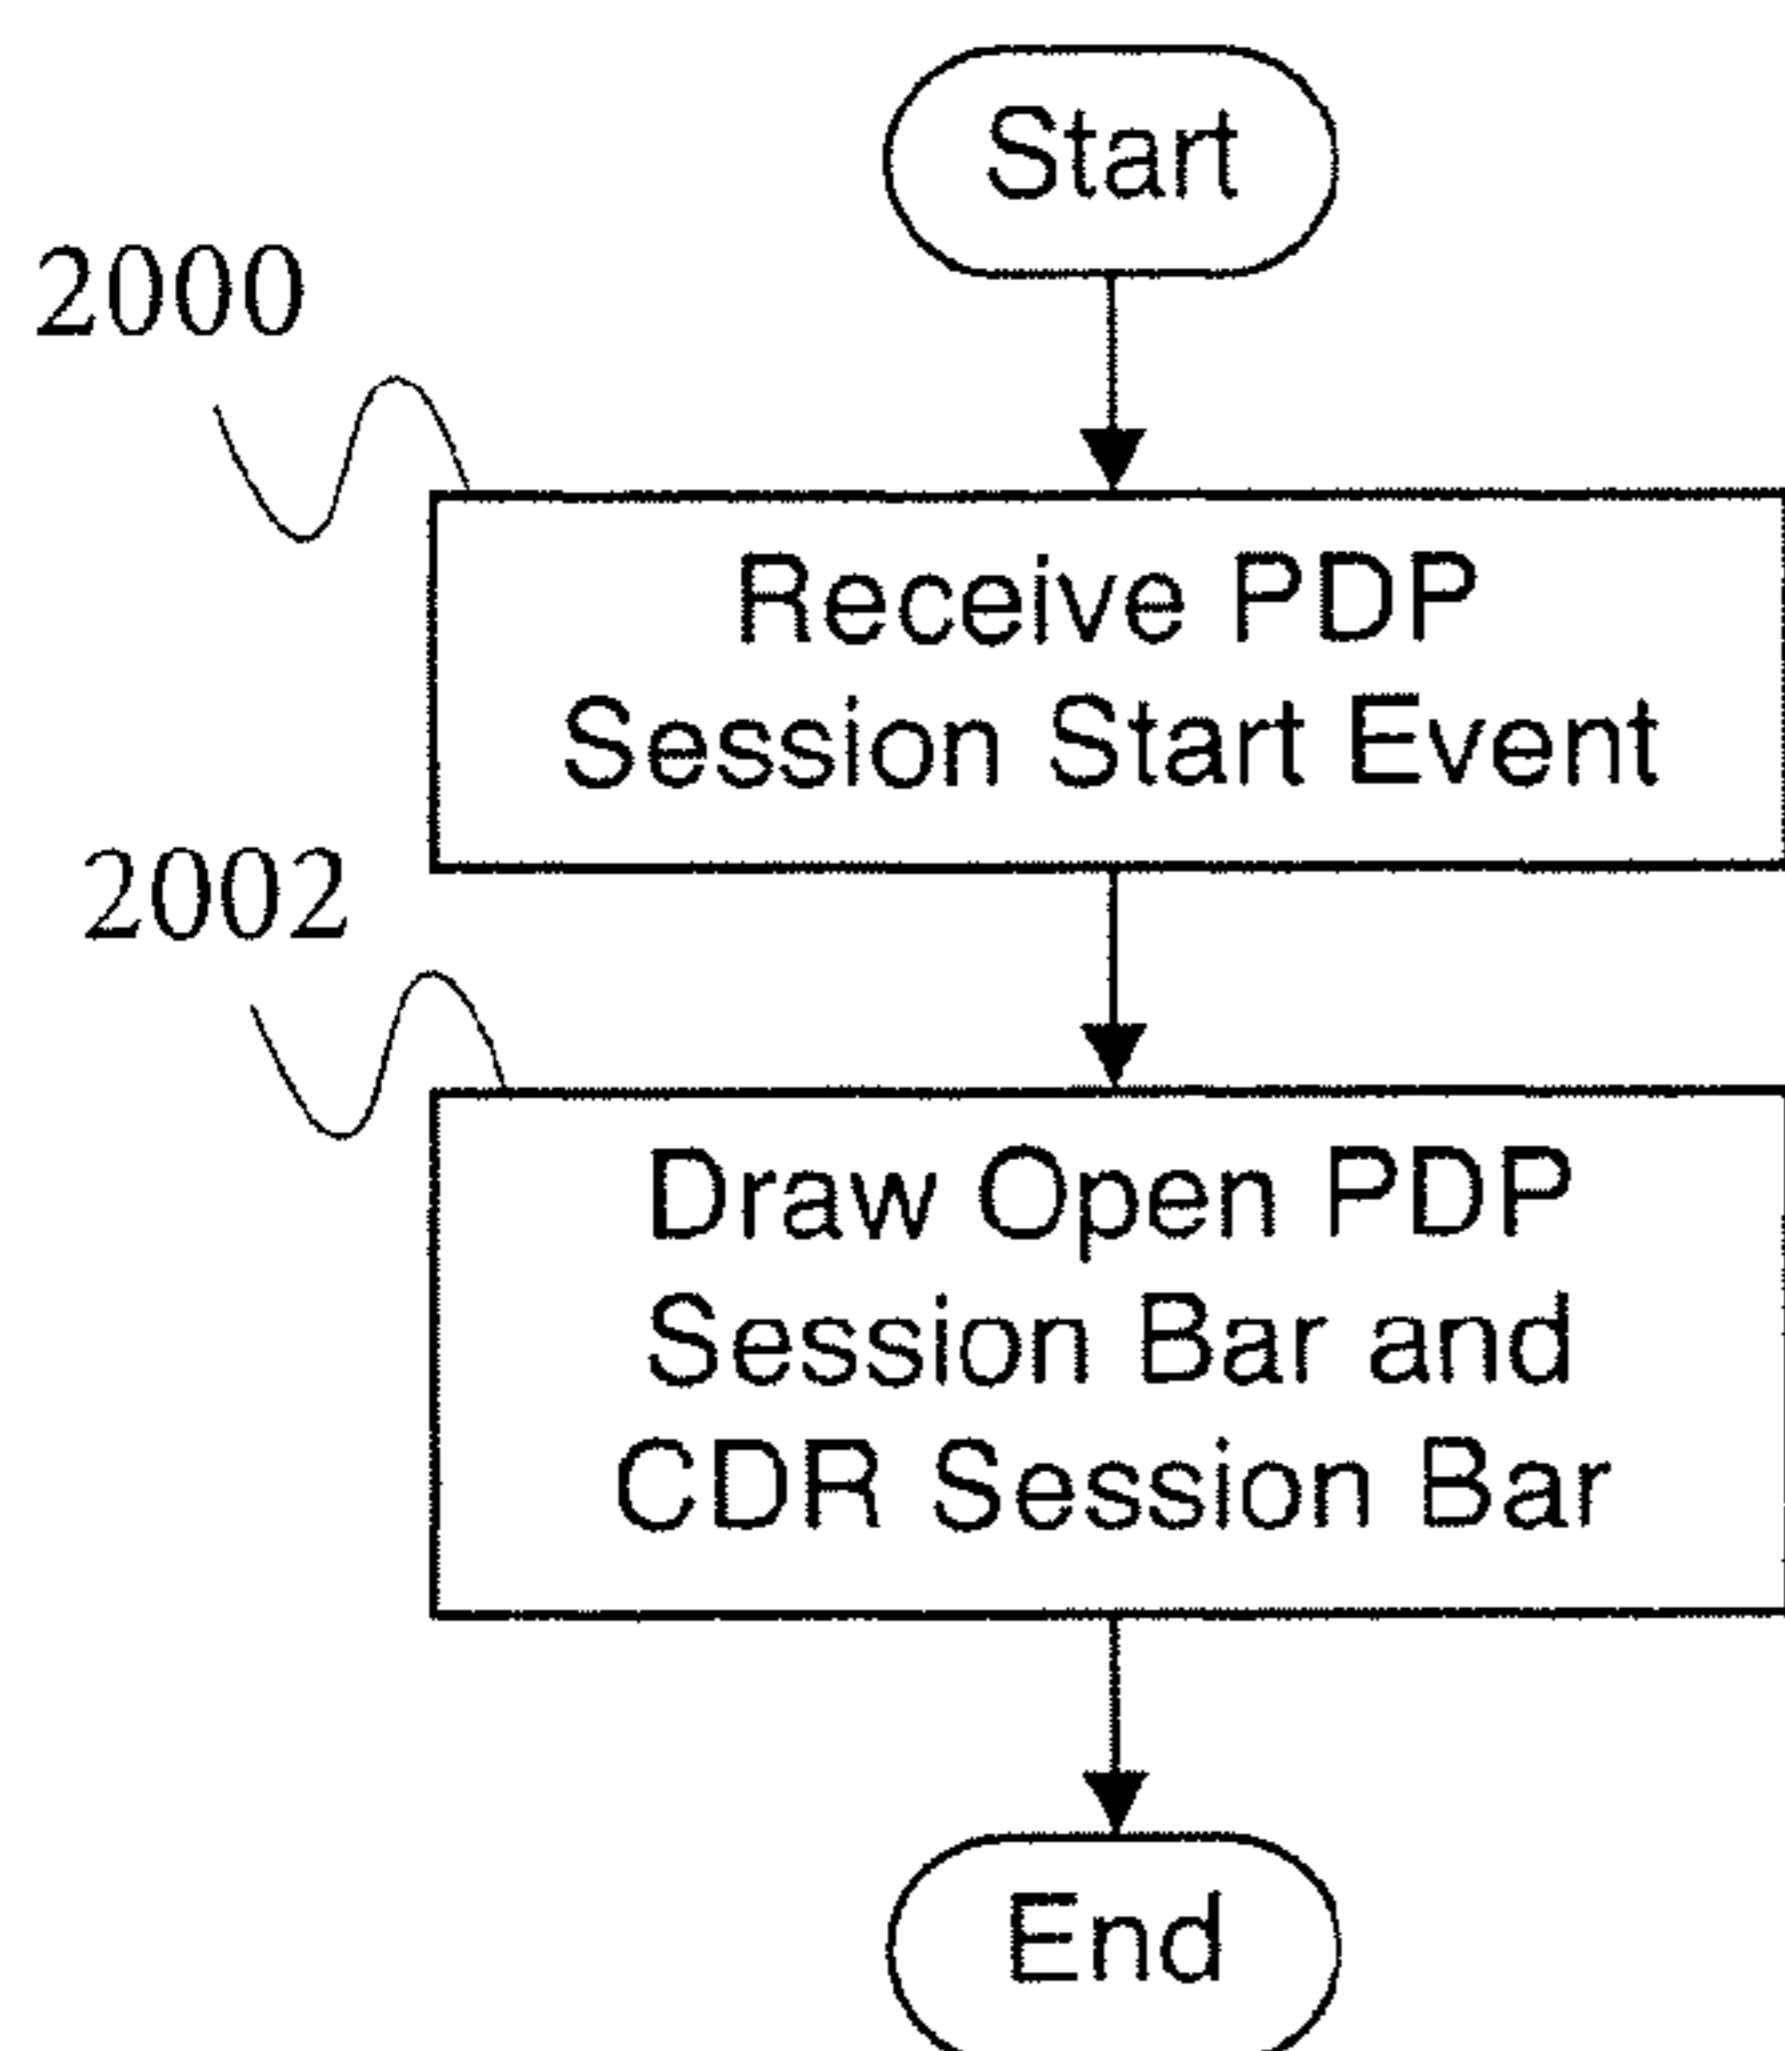 Start
2000
Receive PDP
Session Start Event
2002
Draw Open PDP
Session Bar and
CDR Session Bar
End